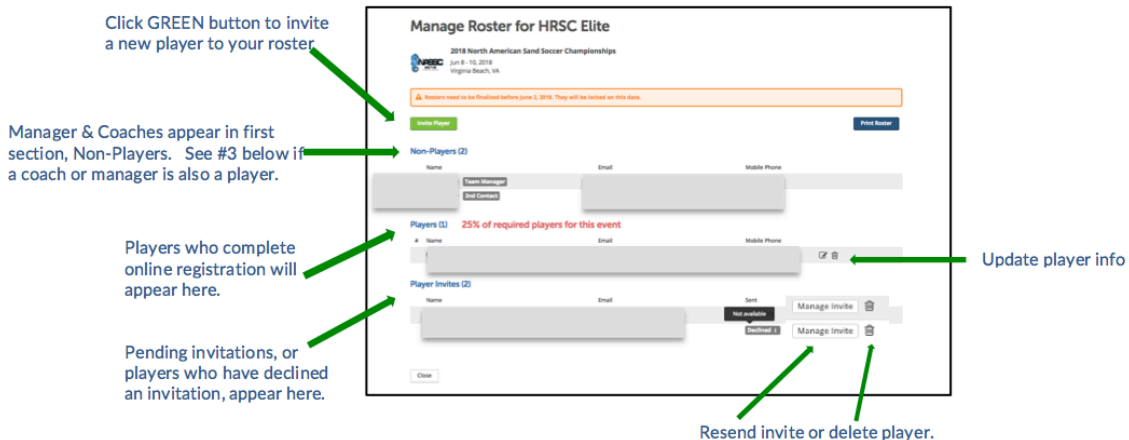 Click GREEN button to invite
a new player to your roster
Manage Roster for HRSC Elite
NASSC
2018 North American Sand Soccer Championships
Jun 8 - 10, 2018
Virginia Beach, VA
Rosters need to be finalized before June 2, 2018. They will be locked on this date.
Invite Player
Print Roster
Manager & Coaches appear in first
section, Non-Players.   See #3 below if
a coach or manager is also a player.
Non-Players (2)
Name Email Mobile Phone
Team Manager
2nd Contact
Players (1) 25% of required players for this event
# Name Email Mobile Phone
Players who complete
online registration will
appear here.
Update player info
Player Invites (2)
Name Email Sent
Manage Invite
Not available
Declined
Manage Invite
Pending invitations, or
players who have declined
an invitation, appear here.
Close
Resend invite or delete player.